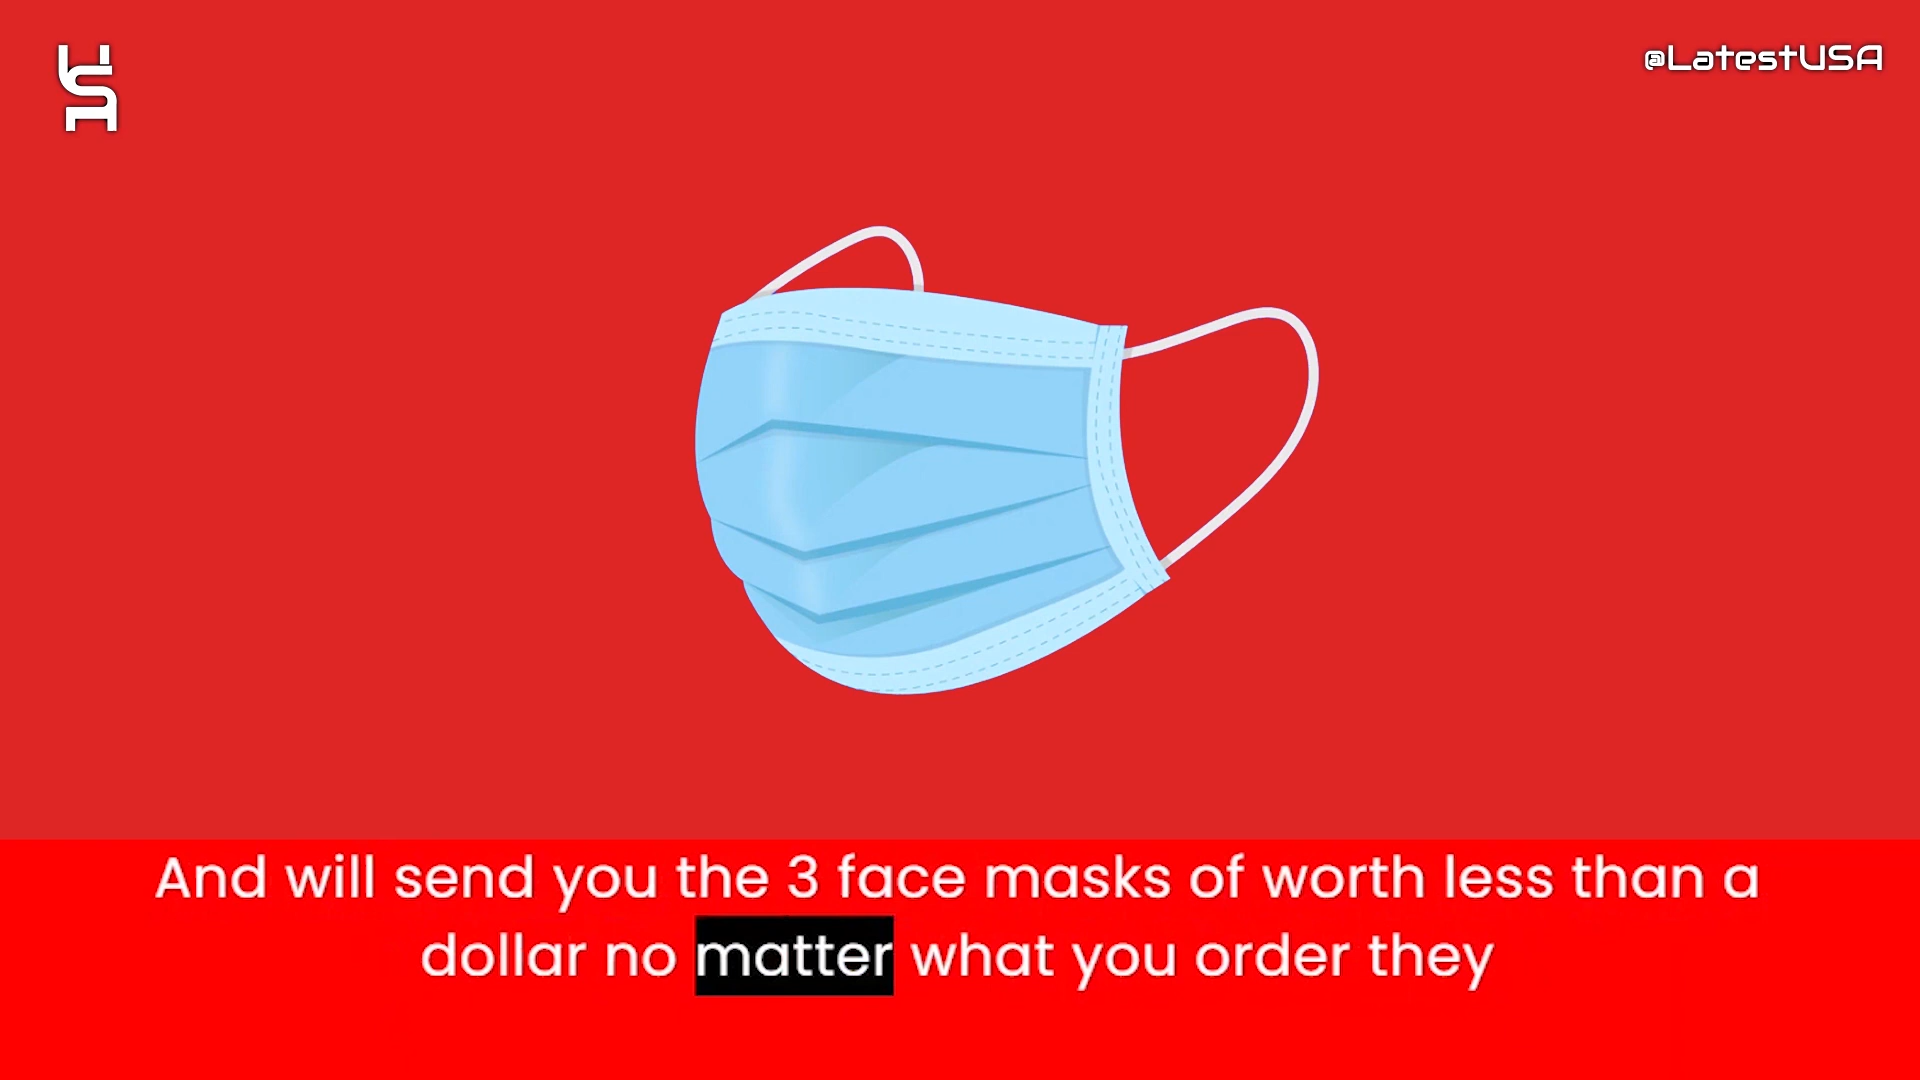 USA
@LatestUSA
And will send you the 3 face masks of worth less than a
dollar no matter what you order they